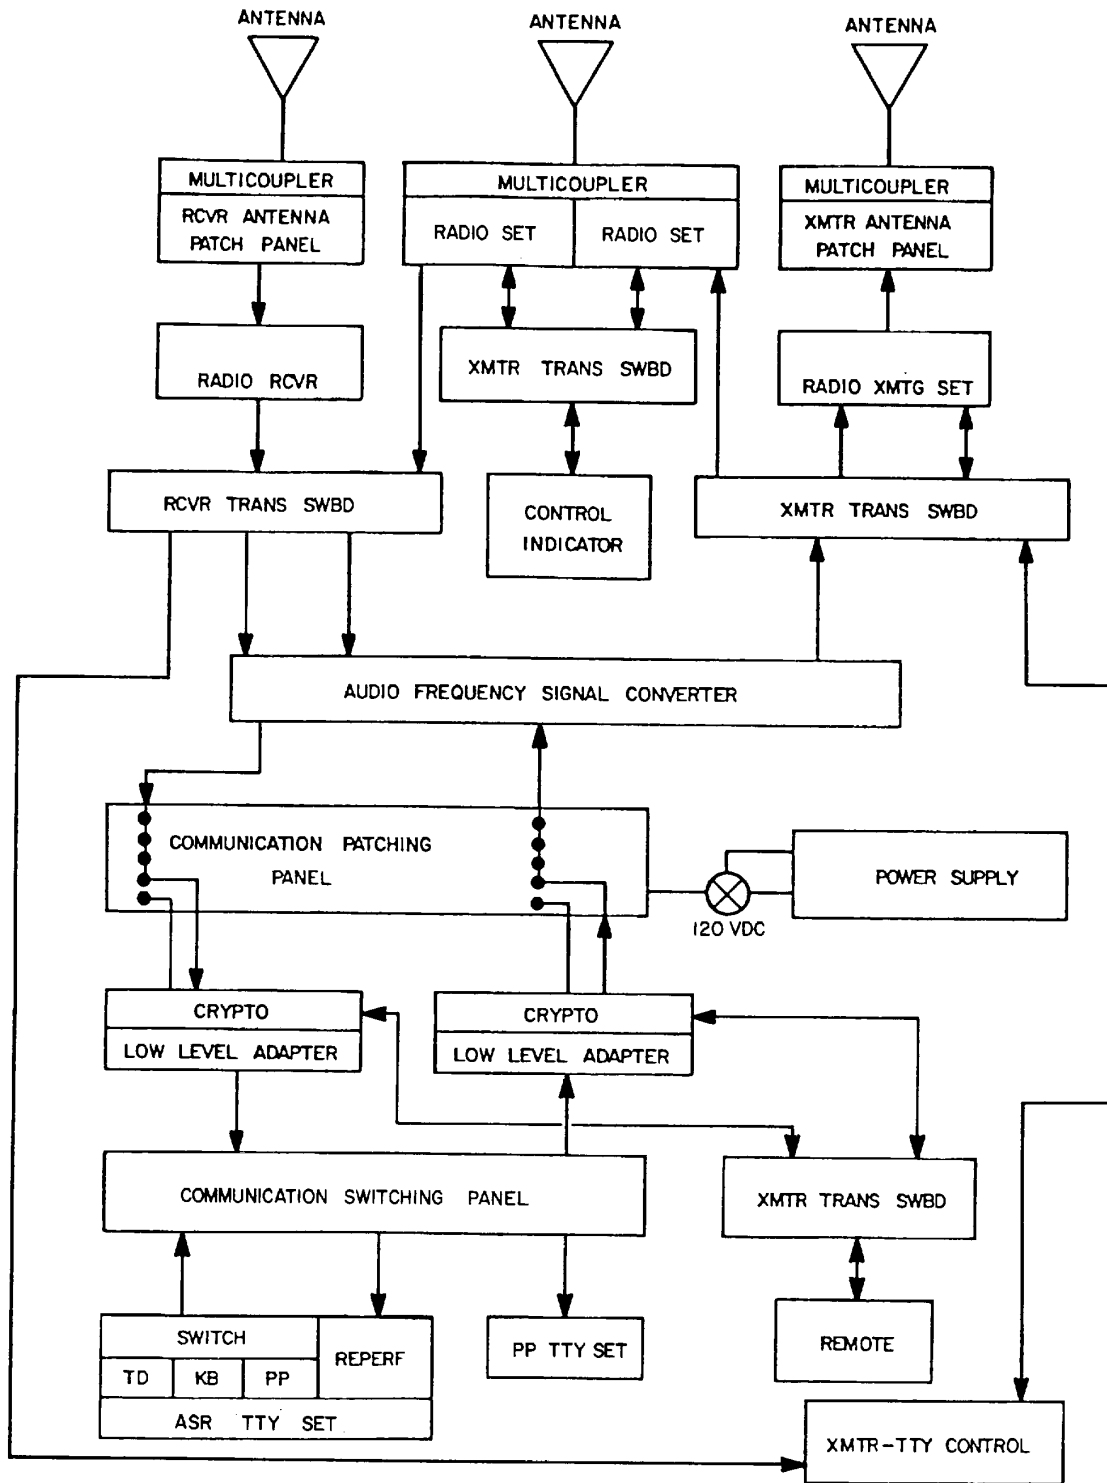 ANTENNA
ANTENNA
ANTENNA
MULTICOUPLER
RCVR ANTENNA
PATCH PANEL
MULTICOUPLER
RADIO SET
RADIO SET
MULTICOUPLER
XMTR ANTENNA
PATCH PANEL
RADIO RCVR
XMTR TRANS SWBD
RADIO XMTG SET
RCVR TRANS SWBD
CONTROL
INDICATOR
XMTR TRANS SWBD
AUDIO FREQUENCY SIGNAL CONVERTER
COMMUNICATION PATCHING
PANEL
POWER SUPPLY
120 VDC
CRYPTO
LOW LEVEL ADAPTER
CRYPTO
LOW LEVEL ADAPTER
COMMUNICATION SWITCHING PANEL
XMTR TRANS SWBD
SWITCH
REPERF
TD
KB
PP
ASR TTY SET
PP TTY SET
REMOTE
XMTR-TTY CONTROL